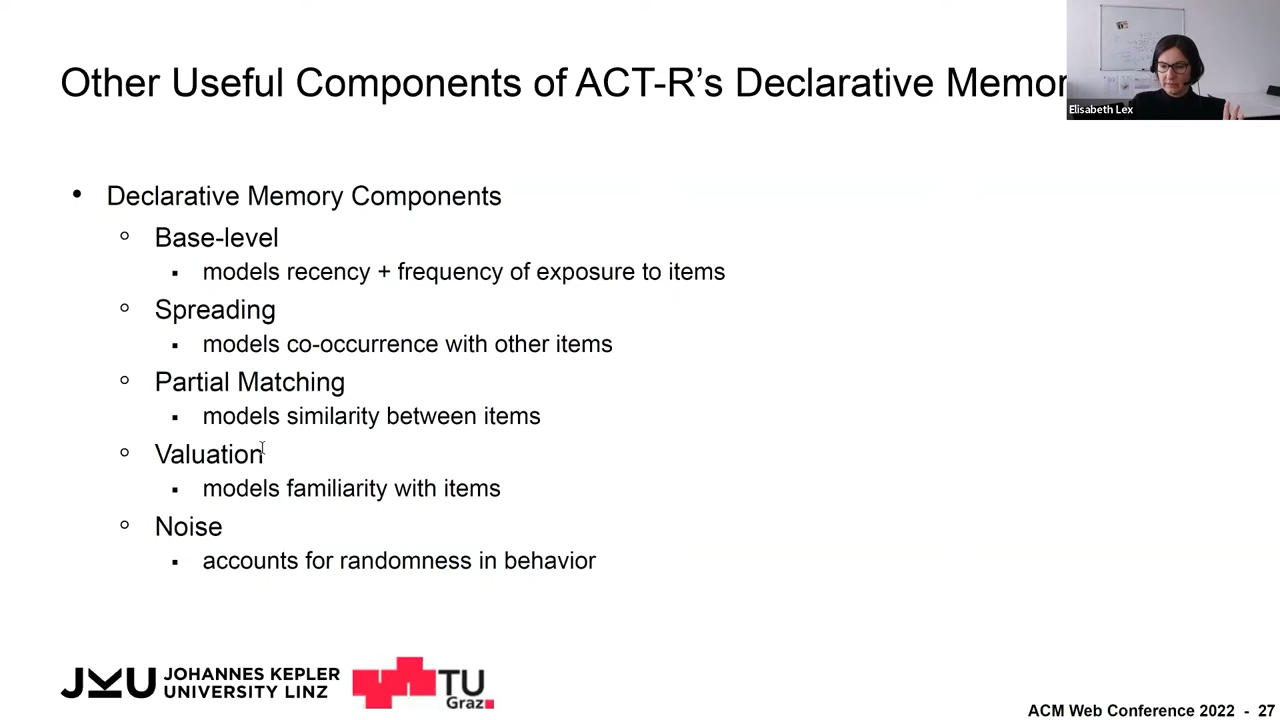 Other Useful Components of ACT-R's Declarative Memor
Elisabeth Lex
• Declarative Memory Components
○ Base-level
▪ models recency + frequency of exposure to items
○ Spreading
▪ models co-occurrence with other items
○ Partial Matching
▪ models similarity between items
○ Valuation
▪ models familiarity with items
○ Noise
▪ accounts for randomness in behavior
JKU JOHANNES KEPLER
UNIVERSITY LINZ
TU
Graz
ACM Web Conference 2022 - 27